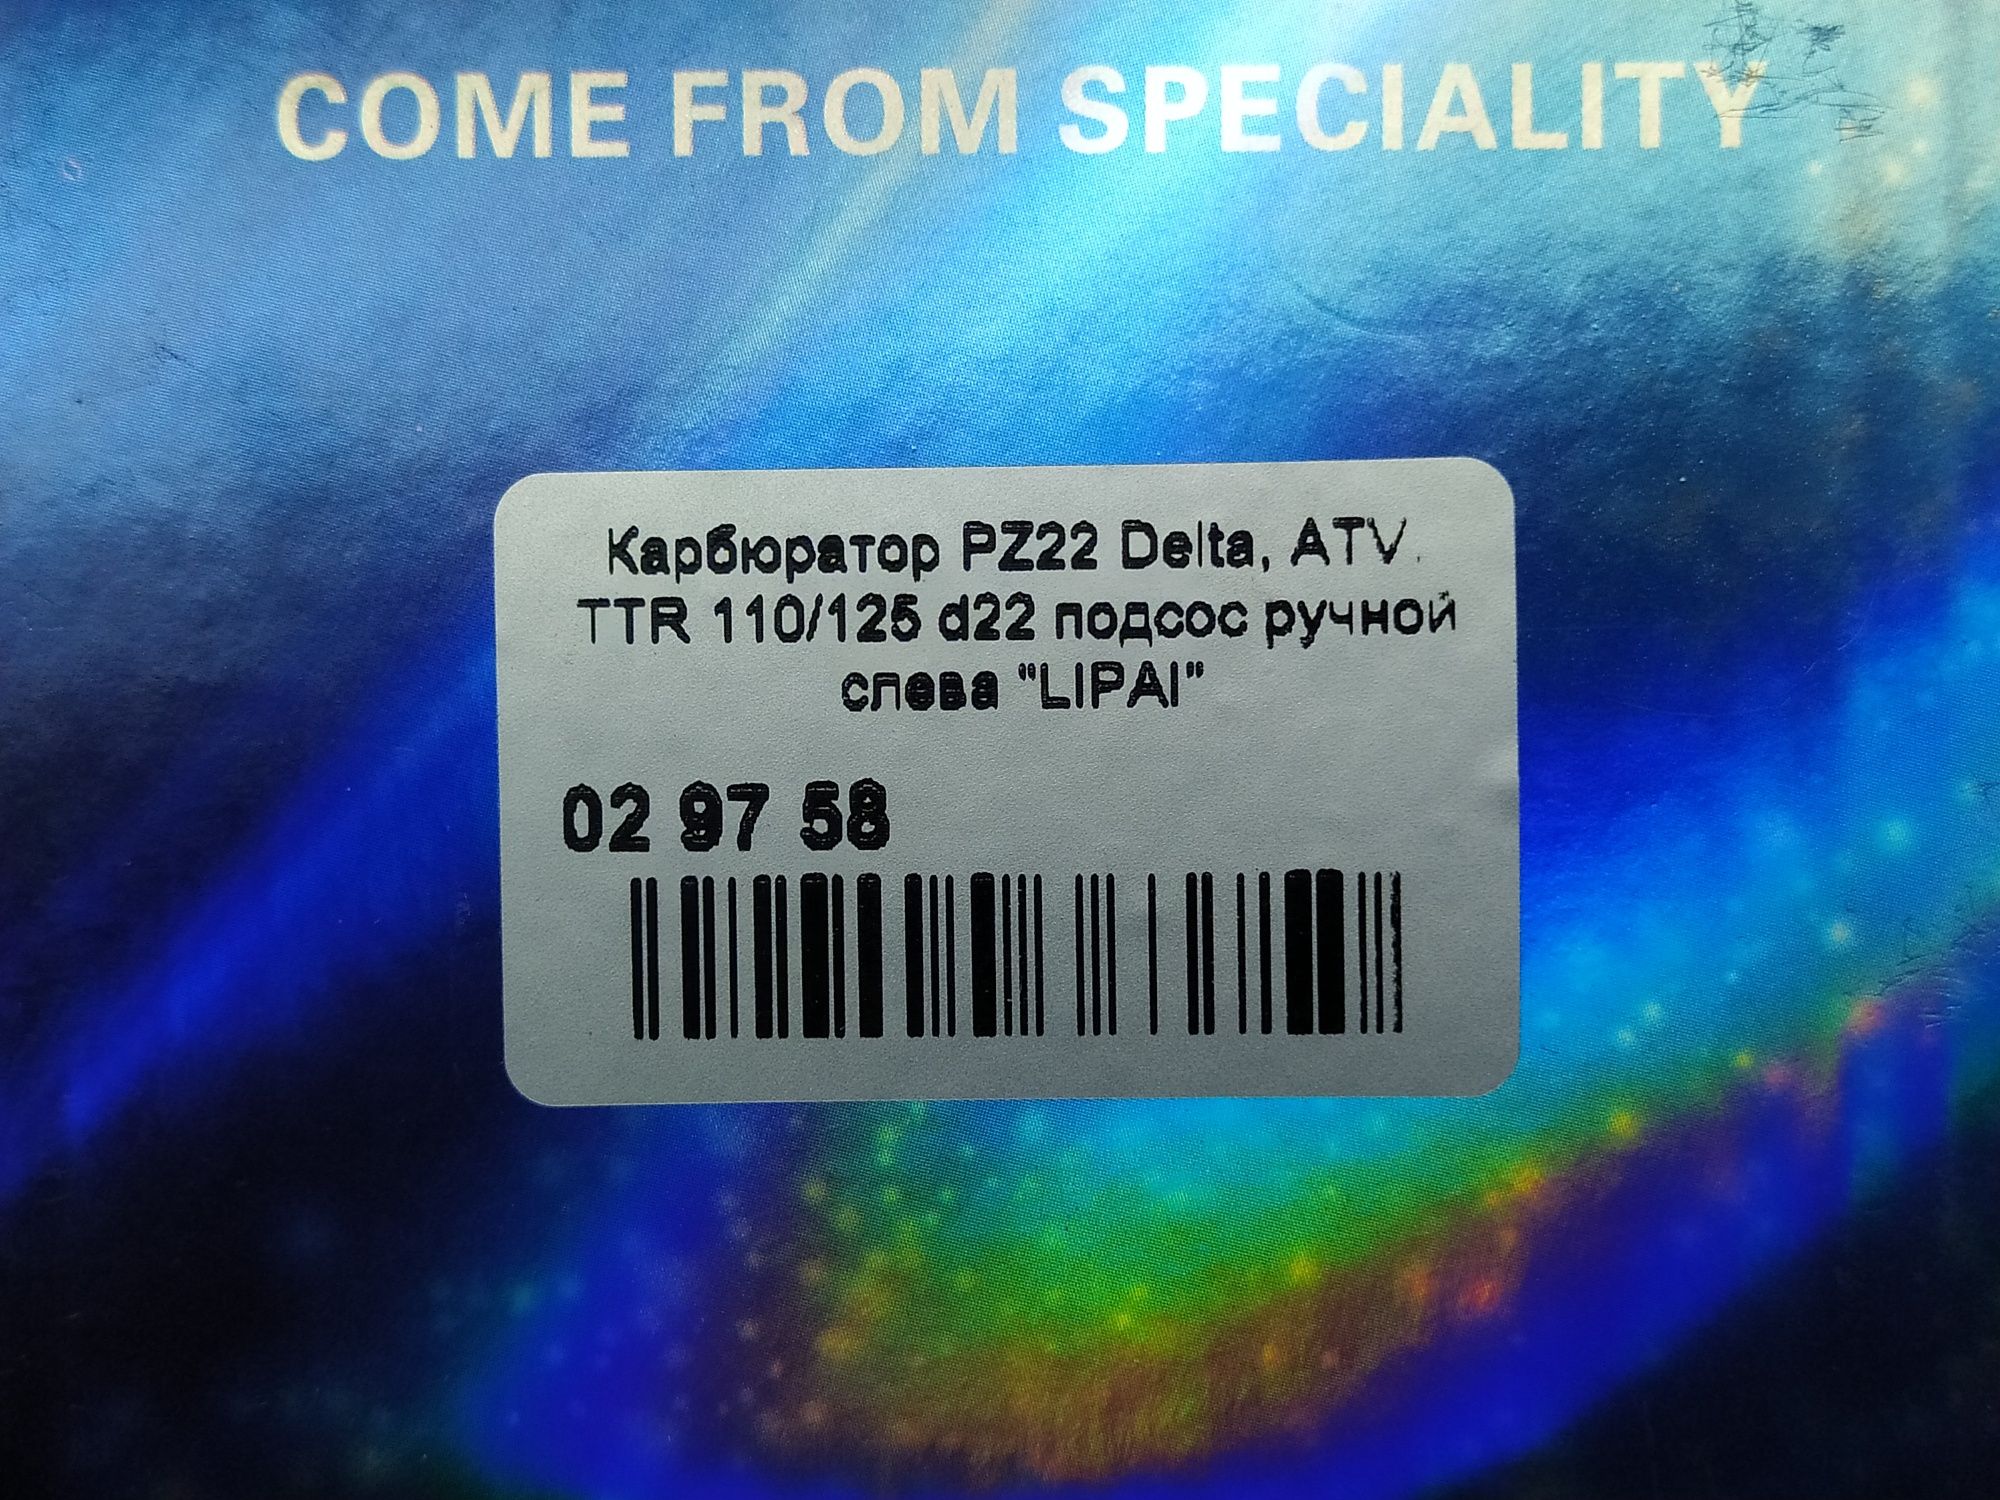 COME FROM SPECIALITY
Карбюратор PZ22 Delta, ATV,
TTR 110/125 d22 подсос ручной
слева "LIPAI"
02 97 58